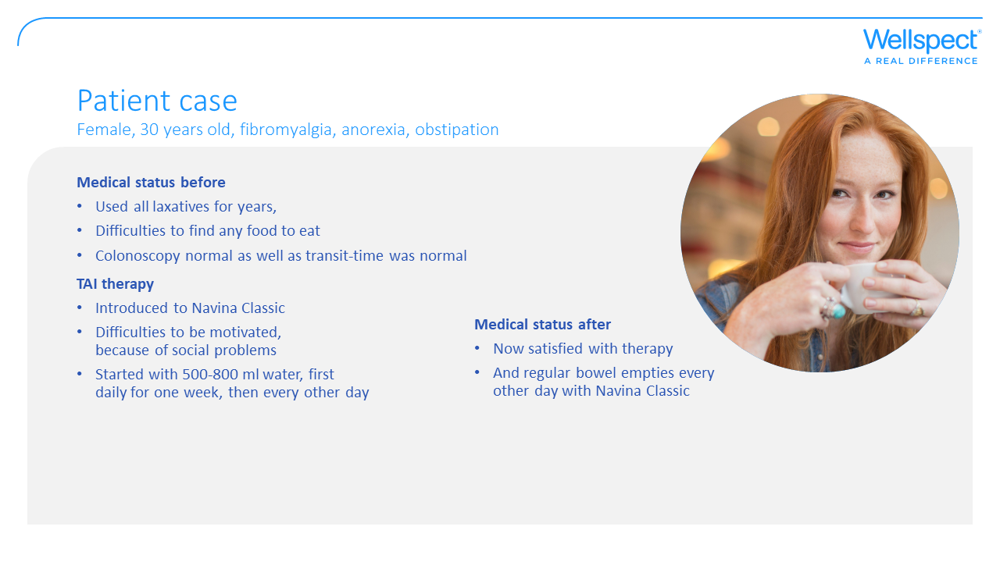 Wellspect®
A REAL DIFFERENCE
Patient case
Female, 30 years old, fibromyalgia, anorexia, obstipation
Medical status before
• Used all laxatives for years,
• Difficulties to find any food to eat
• Colonoscopy normal as well as transit-time was normal
TAI therapy
• Introduced to Navina Classic
• Difficulties to be motivated,
because of social problems
• Started with 500-800 ml water, first
daily for one week, then every other day
Medical status after
• Now satisfied with therapy
• And regular bowel empties every
other day with Navina Classic